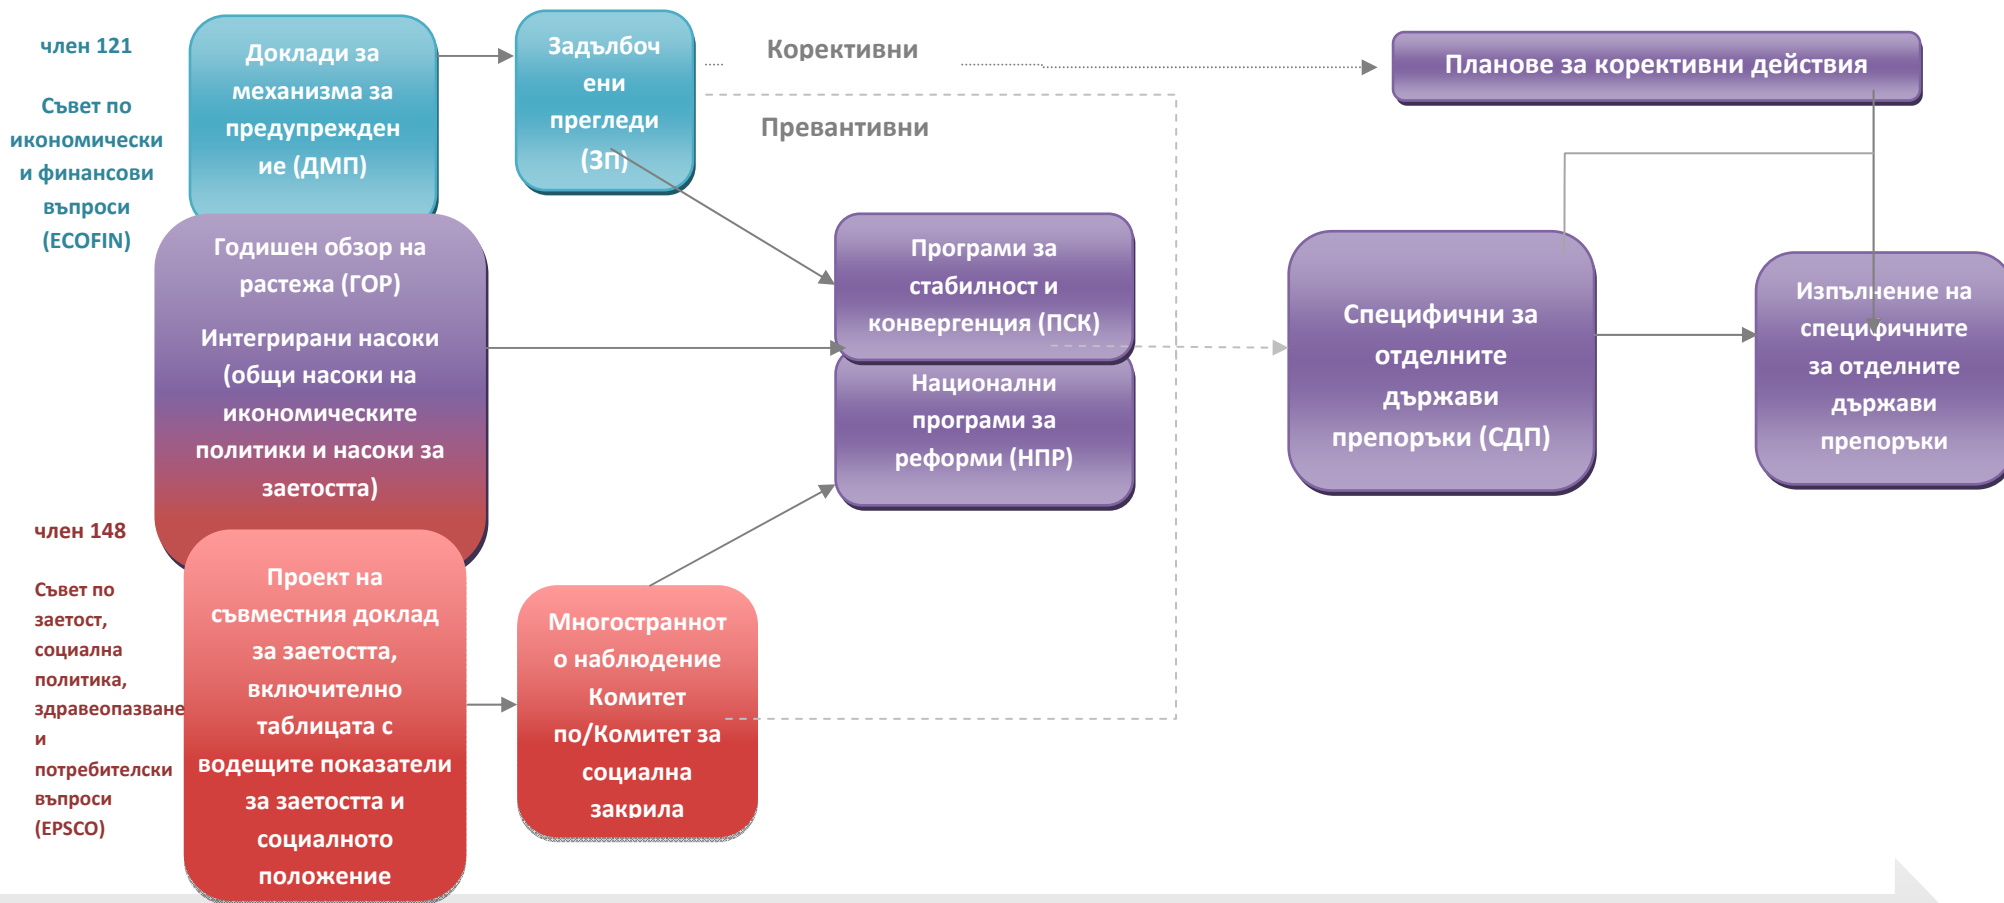 член 121
Съвет по
икономически
и финансови
въпроси
(ECOFIN)
Доклади за
механизма за
предупрежден
ие (ДМП)
Задълбоч
ени
прегледи
(ЗП)
Корективни
Превантивни
Планове за корективни действия
Годишен обзор на
растежа (ГОР)
Интегрирани насоки
(общи насоки на
икономическите
политики и насоки за
заетостта)
Програми за
стабилност и
конвергенция (ПСК)
Национални
програми за
реформи (НПР)
Специфични за
отделните
държави
препоръки (СДП)
Изпълнение на
специфичните
за отделните
държави
препоръки
член 148
Съвет по
заетост,
социална
политика,
здравеопазване
и
потребителски
въпроси
(EPSCO)
Проект на
съвместния доклад
за заетостта,
включително
таблицата с
водещите показатели
за заетостта и
социалното
положение
Многостраннот
о наблюдение
Комитет
по/Комитет за
социална
закрила